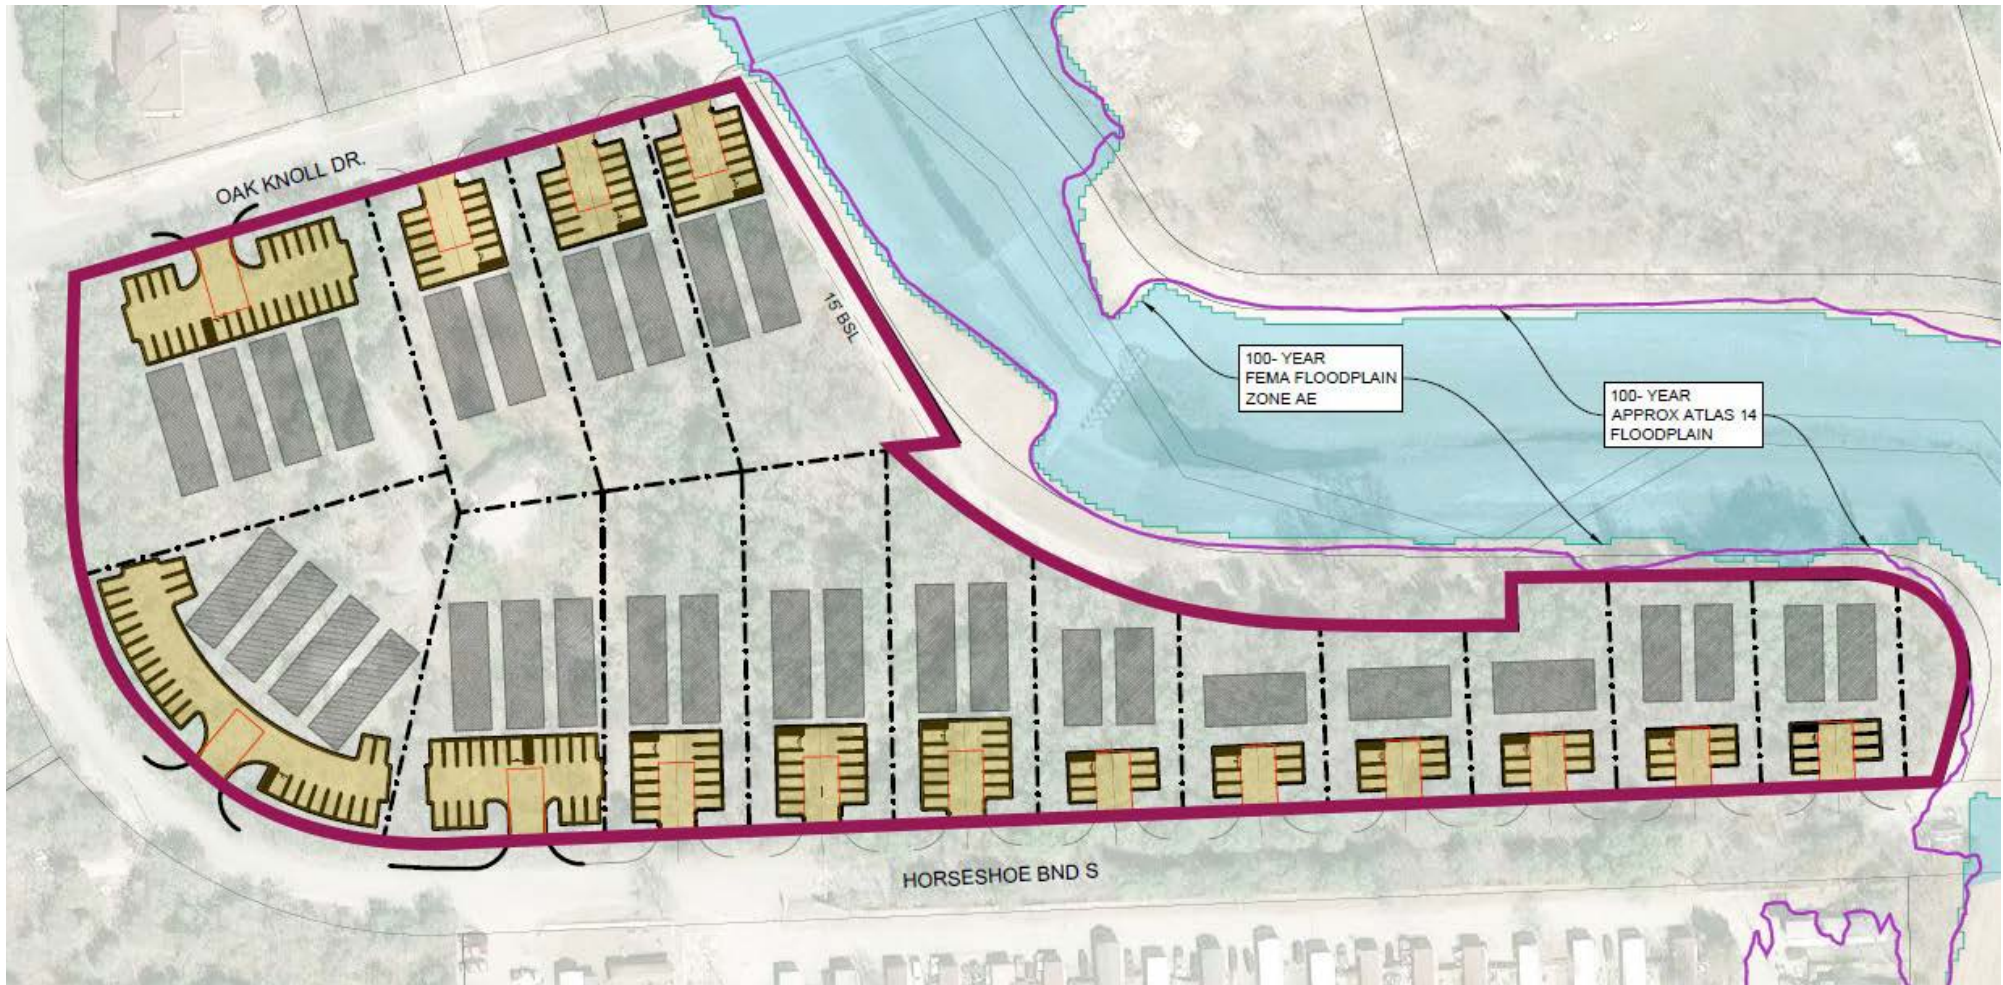 OAK KNOLL DR.
15' BSL
100- YEAR
FEMA FLOODPLAIN
ZONE AE
100- YEAR
APPROX ATLAS 14
FLOODPLAIN
HORSESHOE BND S